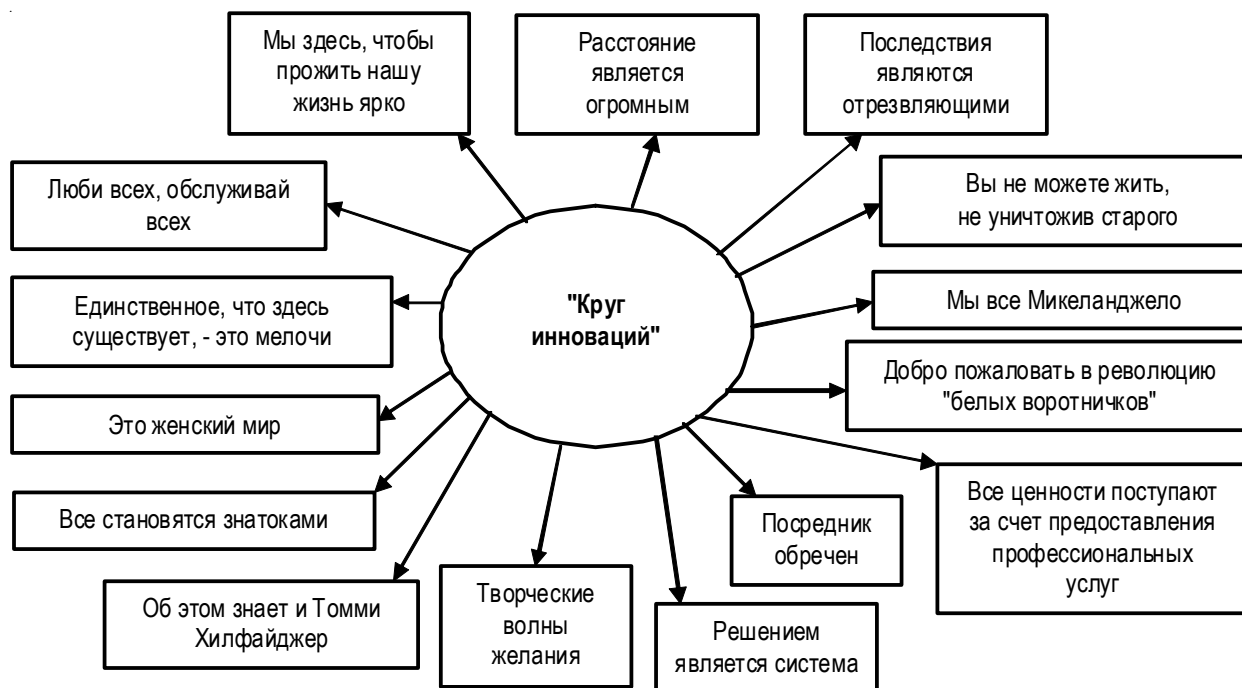 Мы здесь, чтобы
прожить нашу
жизнь ярко
Расстояние
является
огромным
Последствия
являются
отрезвляющими
Люби всех, обслуживай
всех
Вы не можете жить,
не уничтожив старого
Единственное, что здесь
существует, - это мелочи
"Круг
инноваций"
Мы все Микеланджело
Добро пожаловать в революцию
"белых воротничков"
Это женский мир
Все становятся знатоками
Посредник
обречен
Все ценности поступают
за счет предоставления
профессиональных
услуг
Об этом знает и Томми
Хилфайджер
Творческие
волны
желания
Решением
является система